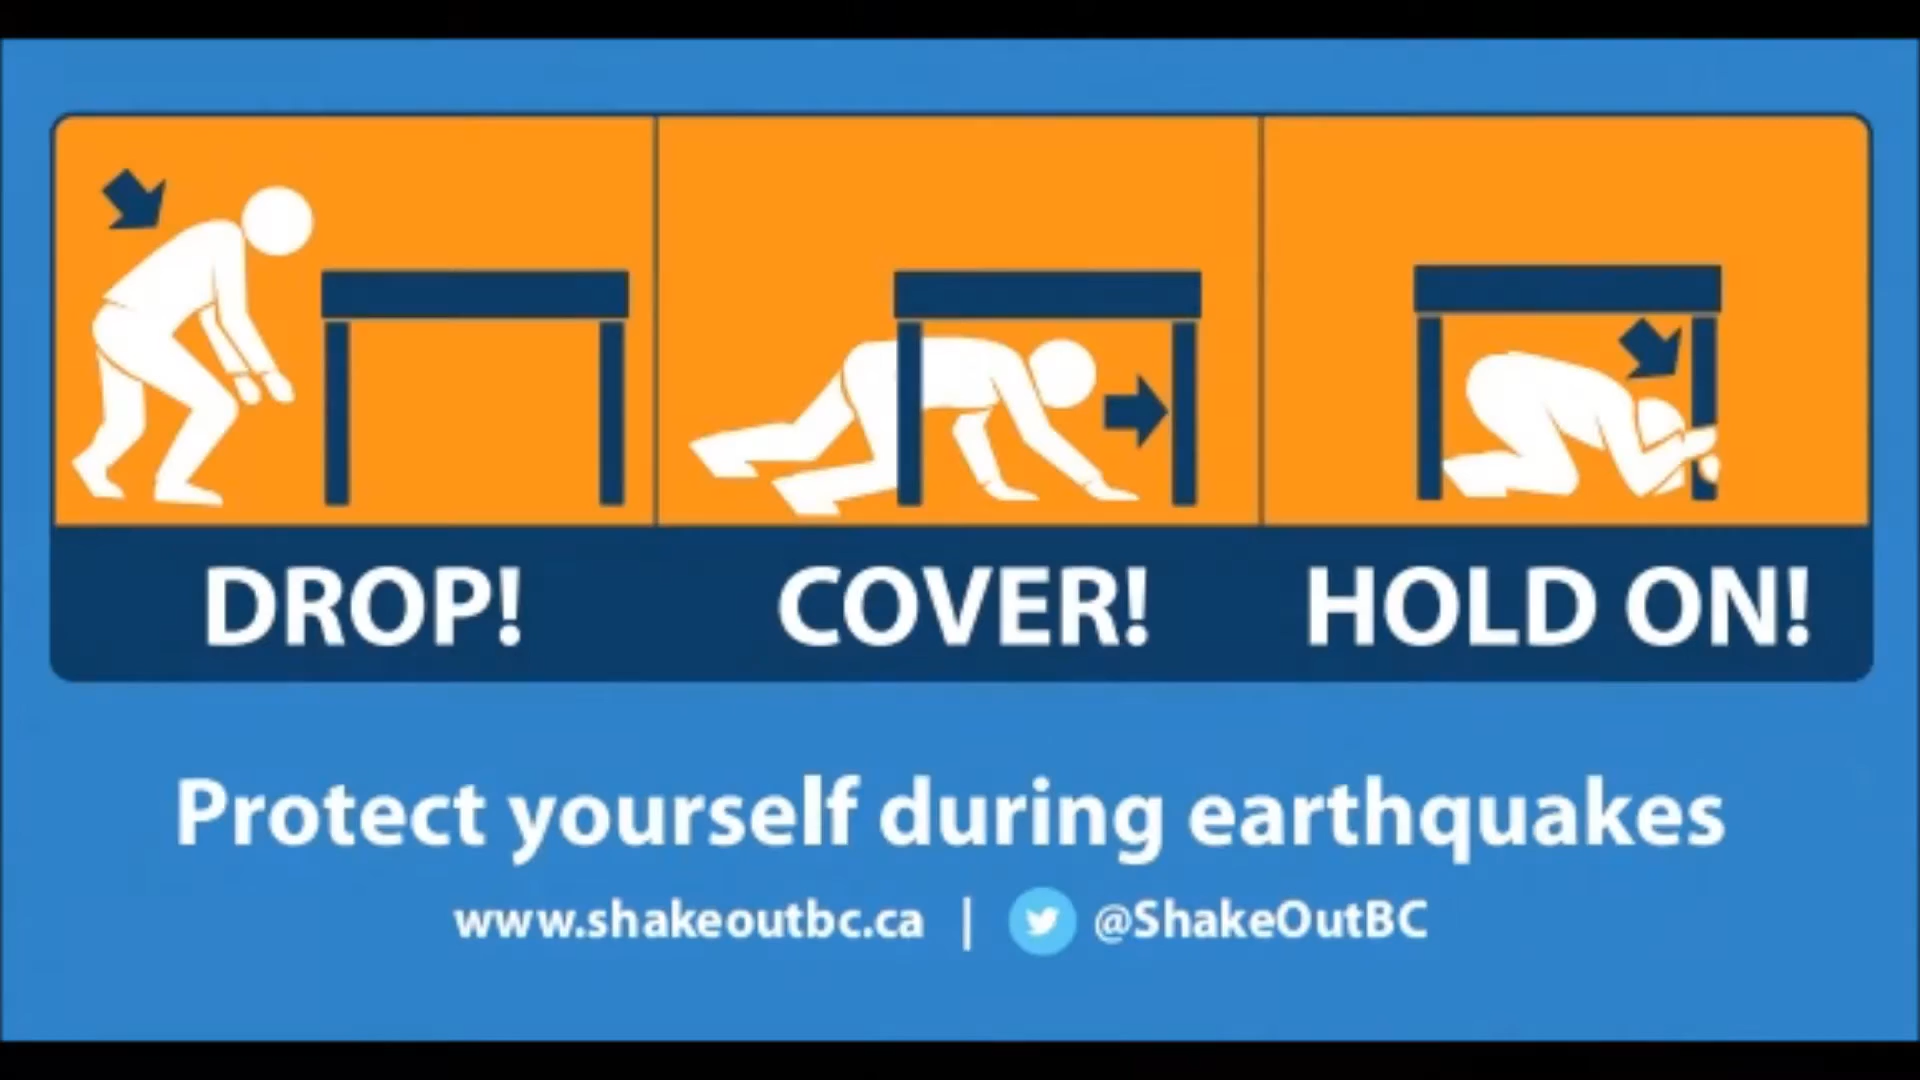 DROP! COVER! HOLD ON!
Protect yourself during earthquakes
www.shakeoutbc.ca | @ShakeOutBC